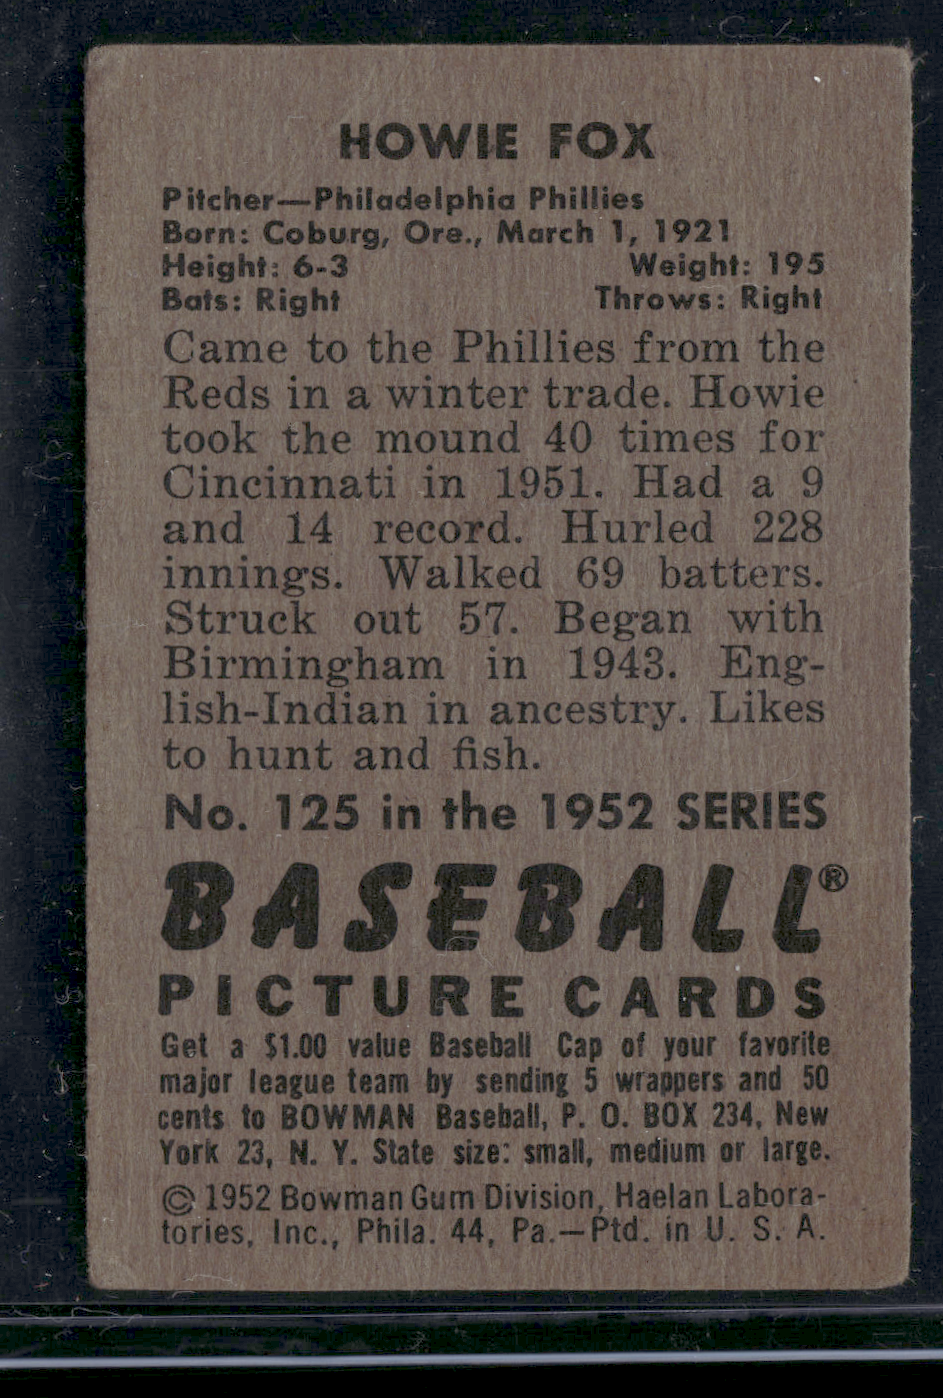 HOWIE FOX
Pitcher—Philadelphia Phillies
Born: Coburg, Ore., March 1, 1921
Height: 6-3 Weight: 195
Bats: Right Throws: Right
Came to the Phillies from the
Reds in a winter trade. Howie
took the mound 40 times for
Cincinnati in 1951. Had a 9
and 14 record. Hurled 228
innings. Walked 69 batters.
Struck out 57. Began with
Birmingham in 1943. Eng-
lish-Indian in ancestry. Likes
to hunt and fish.
No. 125 in the 1952 SERIES
BASEBALL®
PICTURE CARDS
Get a $1.00 value Baseball Cap of your favorite
major league team by sending 5 wrappers and 50
cents to BOWMAN Baseball, P. O. BOX 234, New
York 23, N. Y. State size: small, medium or large.
© 1952 Bowman Gum Division, Haelan Labora-
tories, Inc., Phila. 44, Pa.—Ptd. in U. S. A.